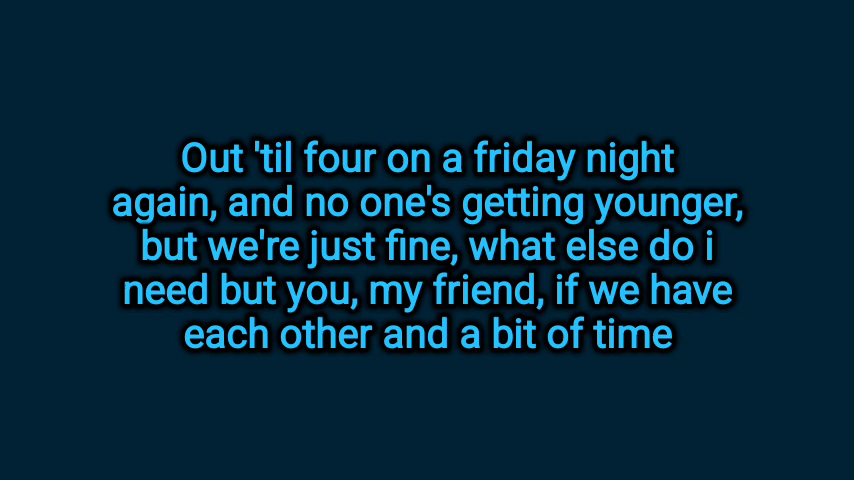 Out 'til four on a friday night
again, and no one's getting younger,
but we're just fine, what else do i
need but you, my friend, if we have
each other and a bit of time